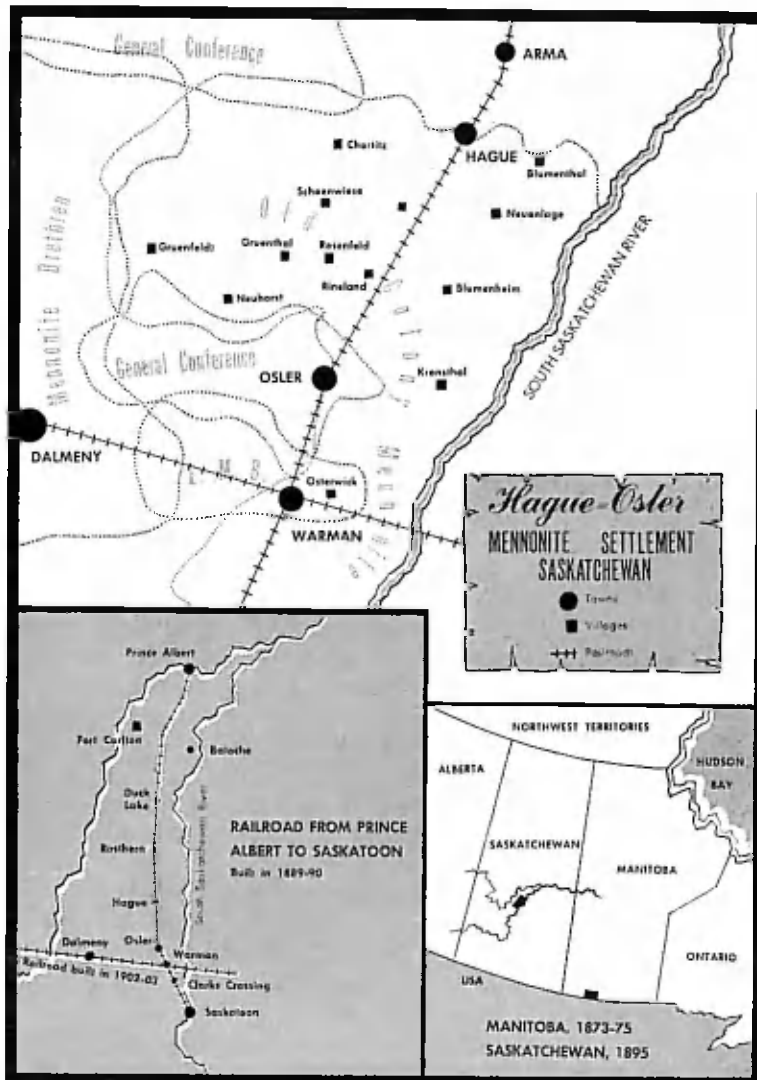 General Conference
ARMA
HAGUE
Chortitz
Blumenthal
Schoenwiese
Neuanlage
Old
Gruenfeldt
Gruenthal
Rosenfeld
Rinsland
Blumenheim
Neuhorst
Mennonite Brethren
Colony
General Conference
OSLER
Kronsthal
SOUTH SASKATCHEWAN RIVER
DALMENY
E M B
Osterwick
WARMAN
Hague-Osler
MENNONITE SETTLEMENT
SASKATCHEWAN
Towns
Villages
Railroads
Prince Albert
Fort Carlton
Batoche
Duck
Lake
Rosthern
South Saskatchewan River
RAILROAD FROM PRINCE
ALBERT TO SASKATOON
Built in 1889-90
Hague
Osler
Dalmeny
Warman
Railroad built in 1902-03
Clarks Crossing
Saskatoon
NORTHWEST TERRITORIES
ALBERTA
HUDSON
BAY
SASKATCHEWAN
MANITOBA
ONTARIO
USA
MANITOBA, 1873-75
SASKATCHEWAN, 1895